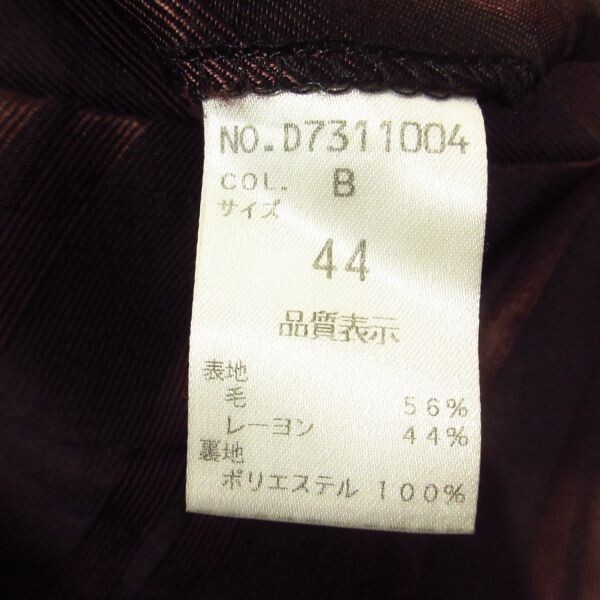 NO.D7311004
COL. B
サイズ
44
品質表示
表地
毛 56%
レーヨン 44%
裏地
ポリエステル 100%